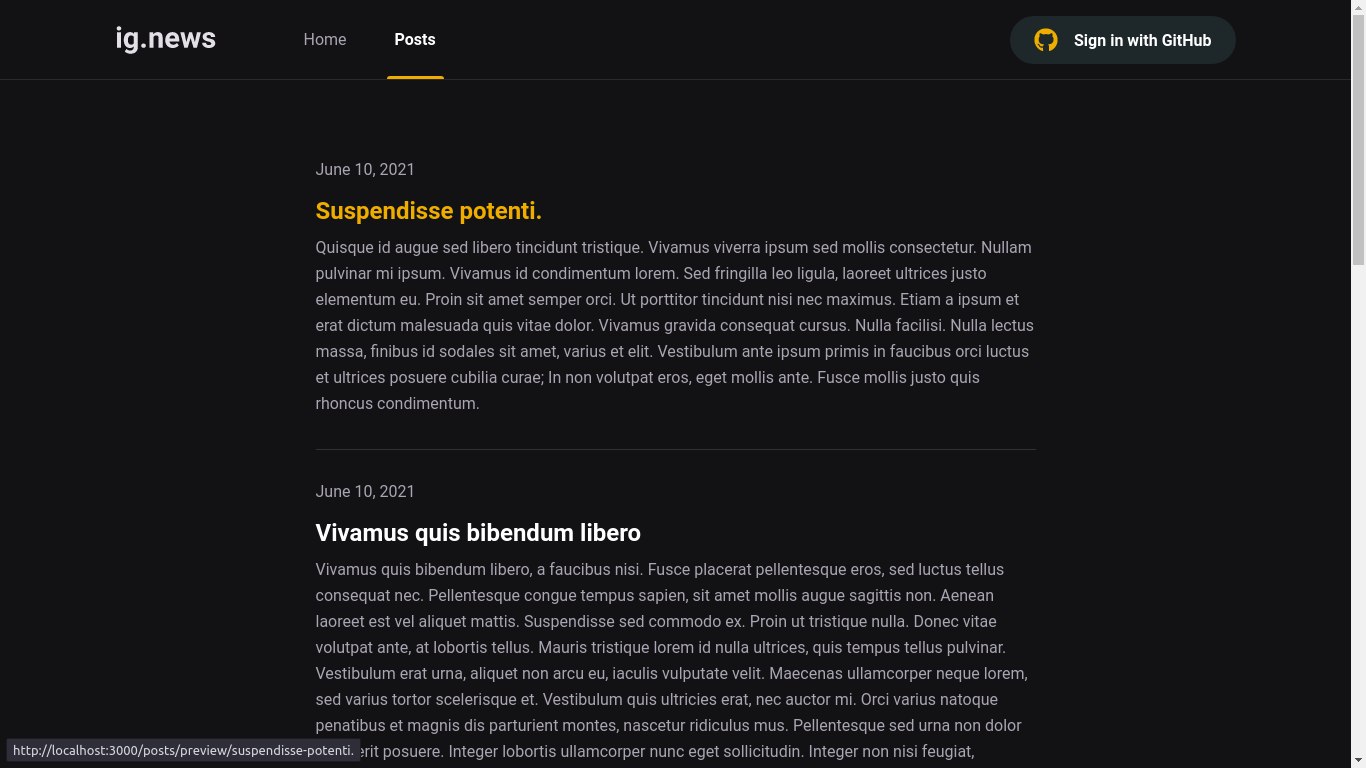 ig.news
Home
Posts
Sign in with GitHub
June 10, 2021
Suspendisse potenti.
Quisque id augue sed libero tincidunt tristique. Vivamus viverra ipsum sed mollis consectetur. Nullam
pulvinar mi ipsum. Vivamus id condimentum lorem. Sed fringilla leo ligula, laoreet ultrices justo
elementum eu. Proin sit amet semper orci. Ut porttitor tincidunt nisi nec maximus. Etiam a ipsum et
erat dictum malesuada quis vitae dolor. Vivamus gravida consequat cursus. Nulla facilisi. Nulla lectus
massa, finibus id sodales sit amet, varius et elit. Vestibulum ante ipsum primis in faucibus orci luctus
et ultrices posuere cubilia curae; In non volutpat eros, eget mollis ante. Fusce mollis justo quis
rhoncus condimentum.
June 10, 2021
Vivamus quis bibendum libero
Vivamus quis bibendum libero, a faucibus nisi. Fusce placerat pellentesque eros, sed luctus tellus
consequat nec. Pellentesque congue tempus sapien, sit amet mollis augue sagittis non. Aenean
laoreet est vel aliquet mattis. Suspendisse sed commodo ex. Proin ut tristique nulla. Donec vitae
volutpat ante, at lobortis tellus. Mauris tristique lorem id nulla ultrices, quis tempus tellus pulvinar.
Vestibulum erat urna, aliquet non arcu eu, iaculis vulputate velit. Maecenas ullamcorper neque lorem,
sed varius tortor scelerisque et. Vestibulum quis ultricies erat, nec auctor mi. Orci varius natoque
penatibus et magnis dis parturient montes, nascetur ridiculus mus. Pellentesque sed urna non dolor
posuere. Integer lobortis ullamcorper nunc eget sollicitudin. Integer non nisi feugiat,
http://localhost:3000/posts/preview/suspendisse-potenti.